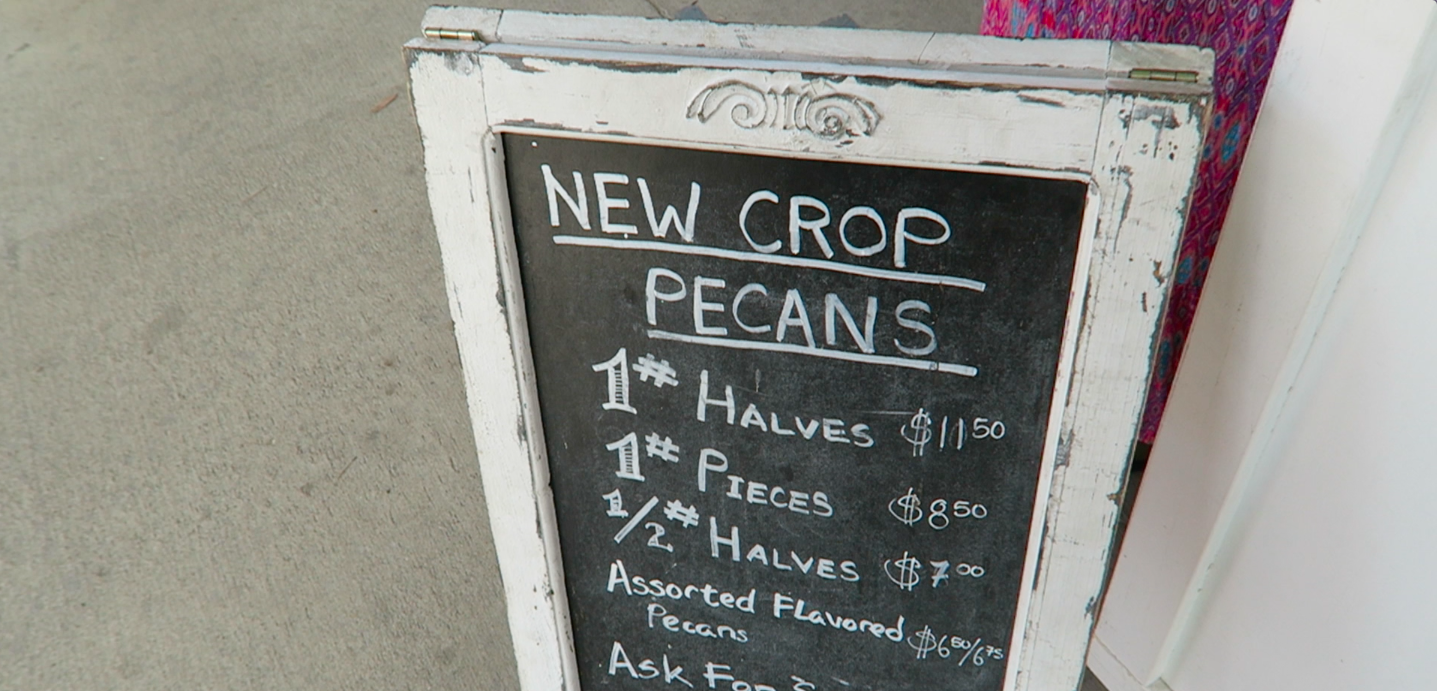 NEW CROP
PECANS
1# HALVES $11 50
1# PIECES $8 50
1/2# HALVES $7 00
Assorted Flavored
Pecans $6 50/6 75
Ask For